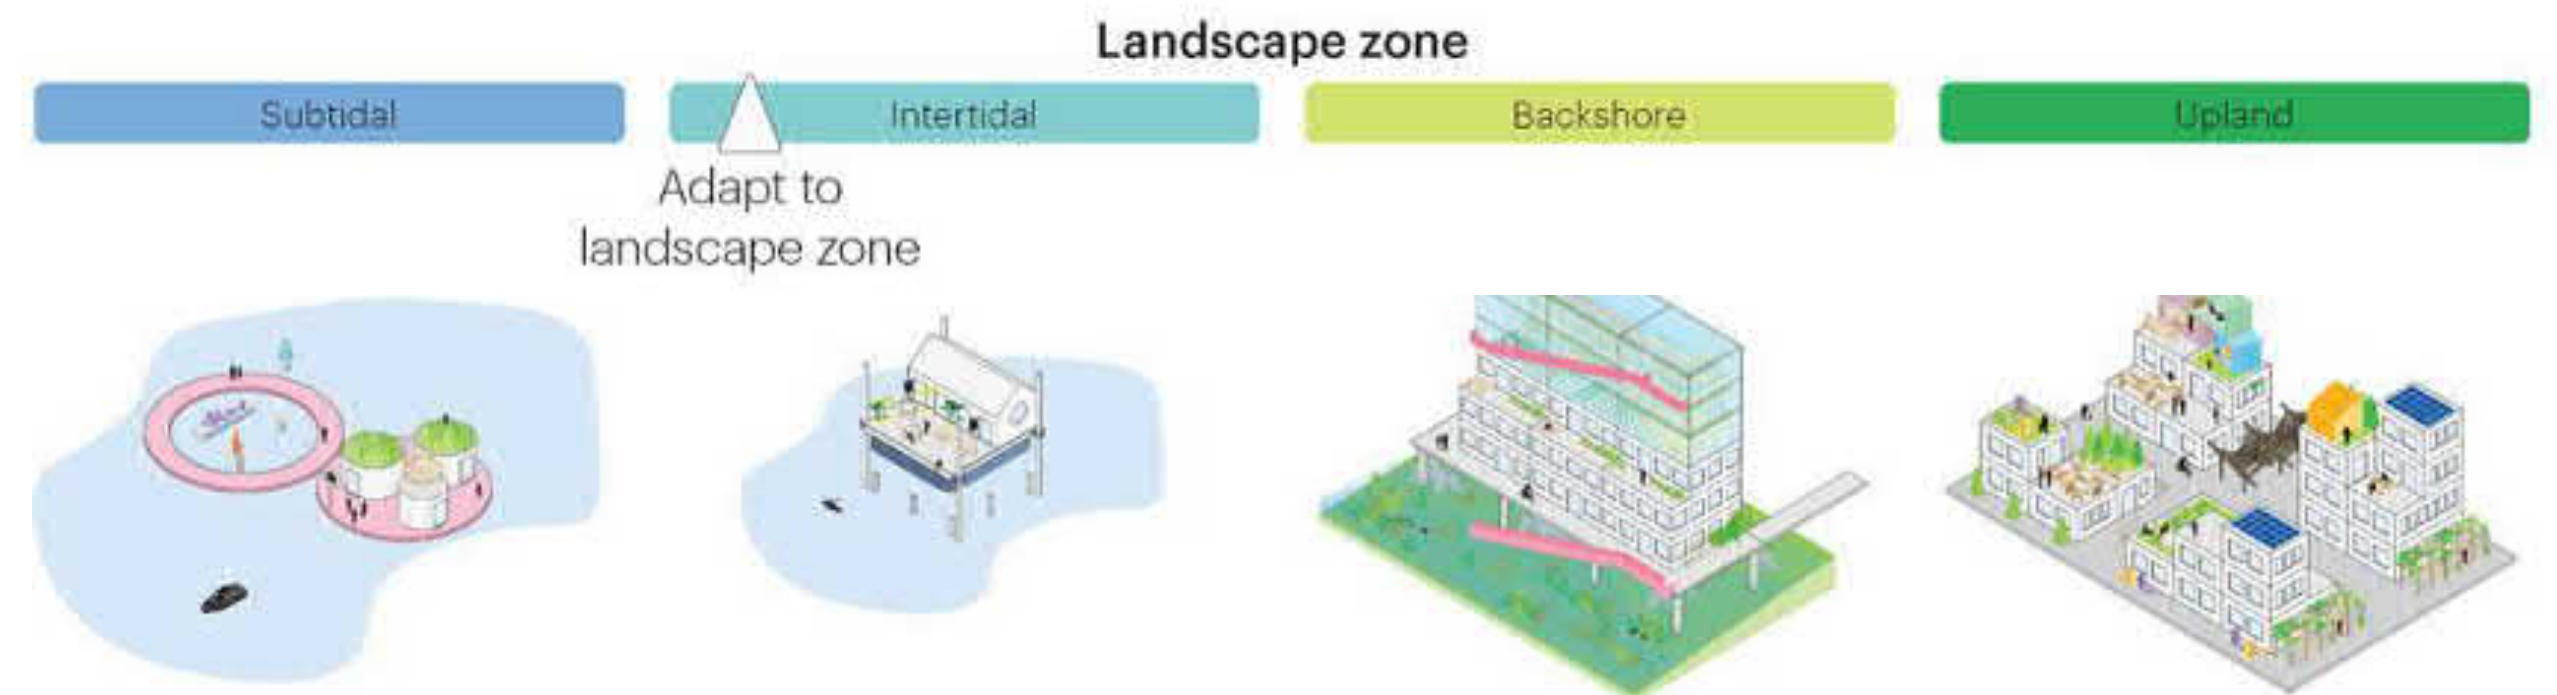 Landscape zone
Subtidal
Intertidal
Backshore
Upland
Adapt to
landscape zone